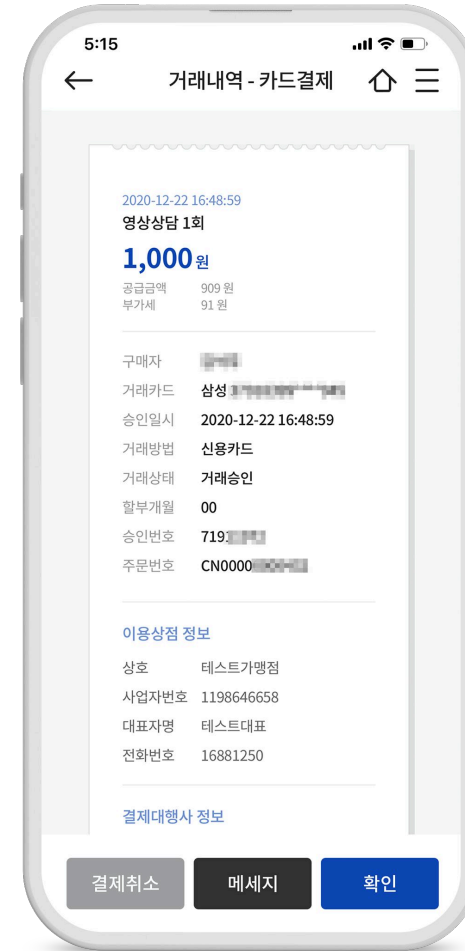 5:15
거래내역 - 카드결제
2020-12-22 16:48:59
영상상담 1회
1,000 원
공급금액 909 원
부가세 91 원
구매자
거래카드 삼성
승인일시 2020-12-22 16:48:59
거래방법 신용카드
거래상태 거래승인
할부개월 00
승인번호 719
주문번호 CN0000
이용상점 정보
상호 테스트가맹점
사업자번호 1198646658
대표자명 테스트대표
전화번호 16881250
결제대행사 정보
결제취소 메세지 확인